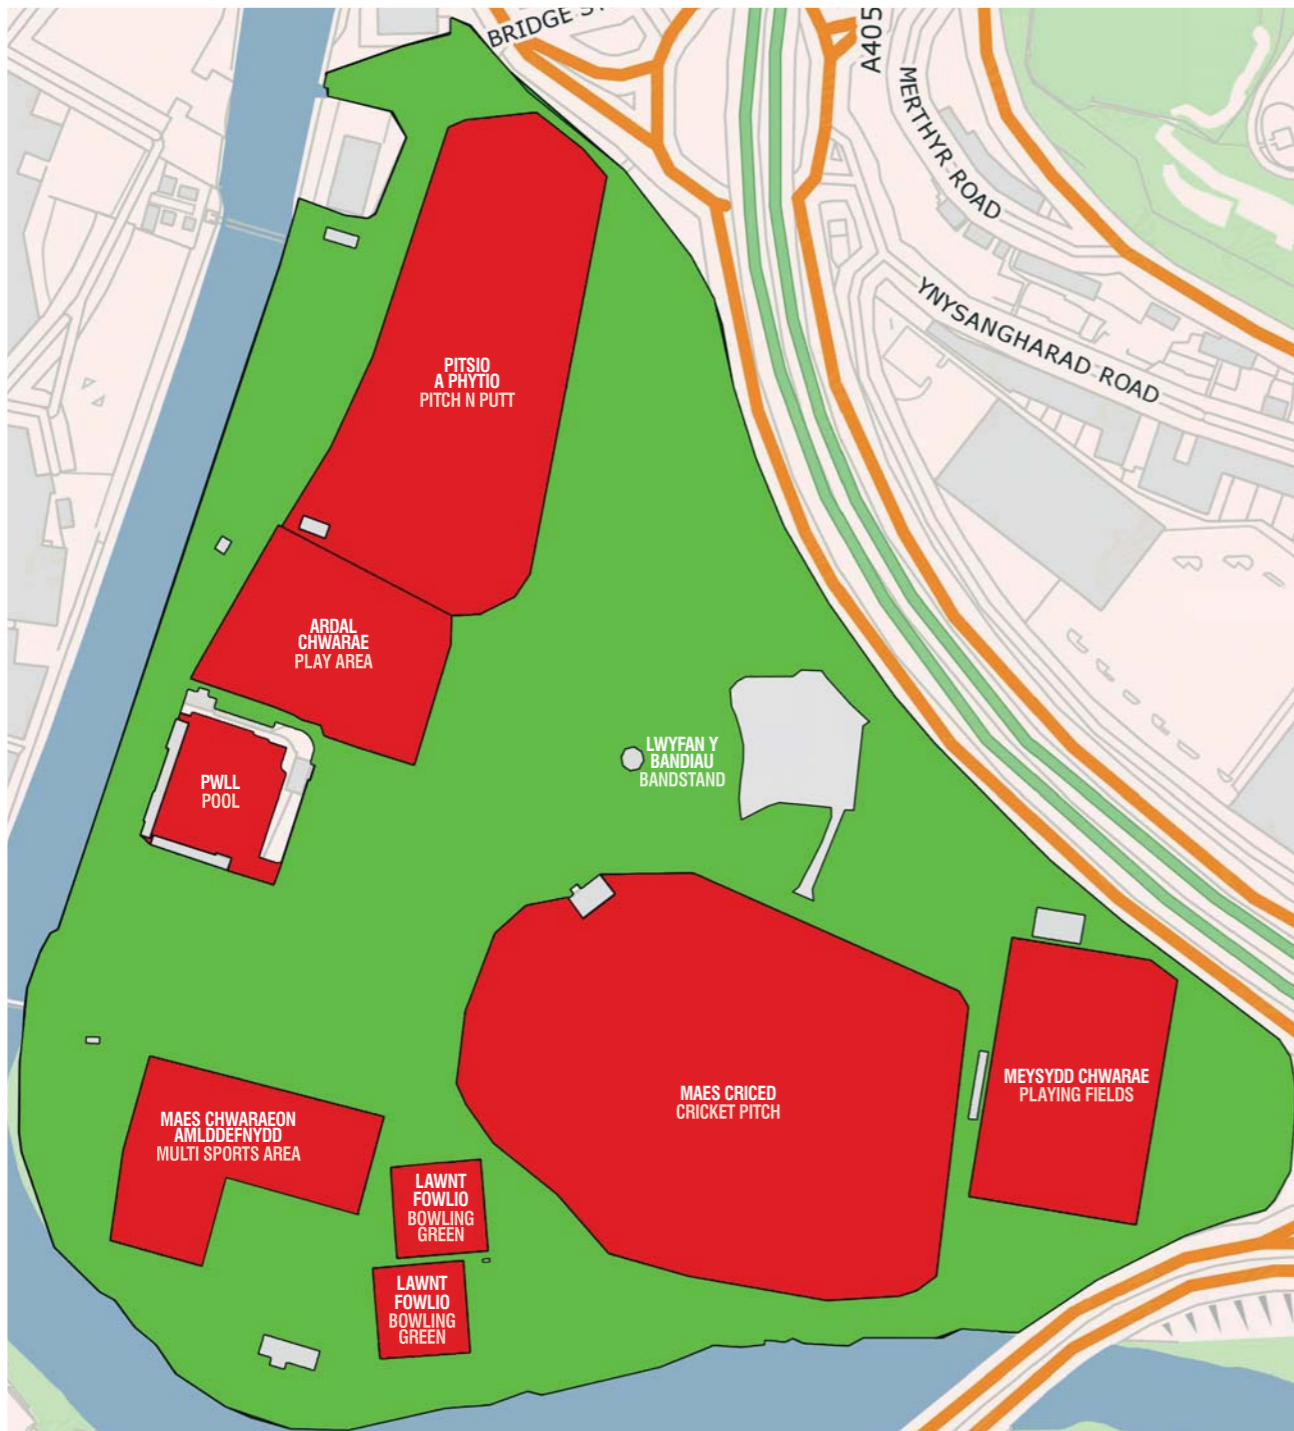 BRIDGE
A405
MERTHYR ROAD
YNYSANGHARAD ROAD
PITSIO
A PHYTIO
PITCH N PUTT
ARDAL
CHWARAE
PLAY AREA
LWYFAN Y
BANDIAU
BANDSTAND
PWLL
POOL
MAES CRICED
CRICKET PITCH
MEYSYDD CHWARAE
PLAYING FIELDS
MAES CHWARAEON
AMLDDEFNYDD
MULTI SPORTS AREA
LAWNT
FOWLIO
BOWLING
GREEN
LAWNT
FOWLIO
BOWLING
GREEN